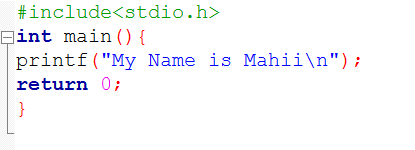 #include<stdio.h>
int main(){
printf("My Name is Mahii\n");
return 0;
}